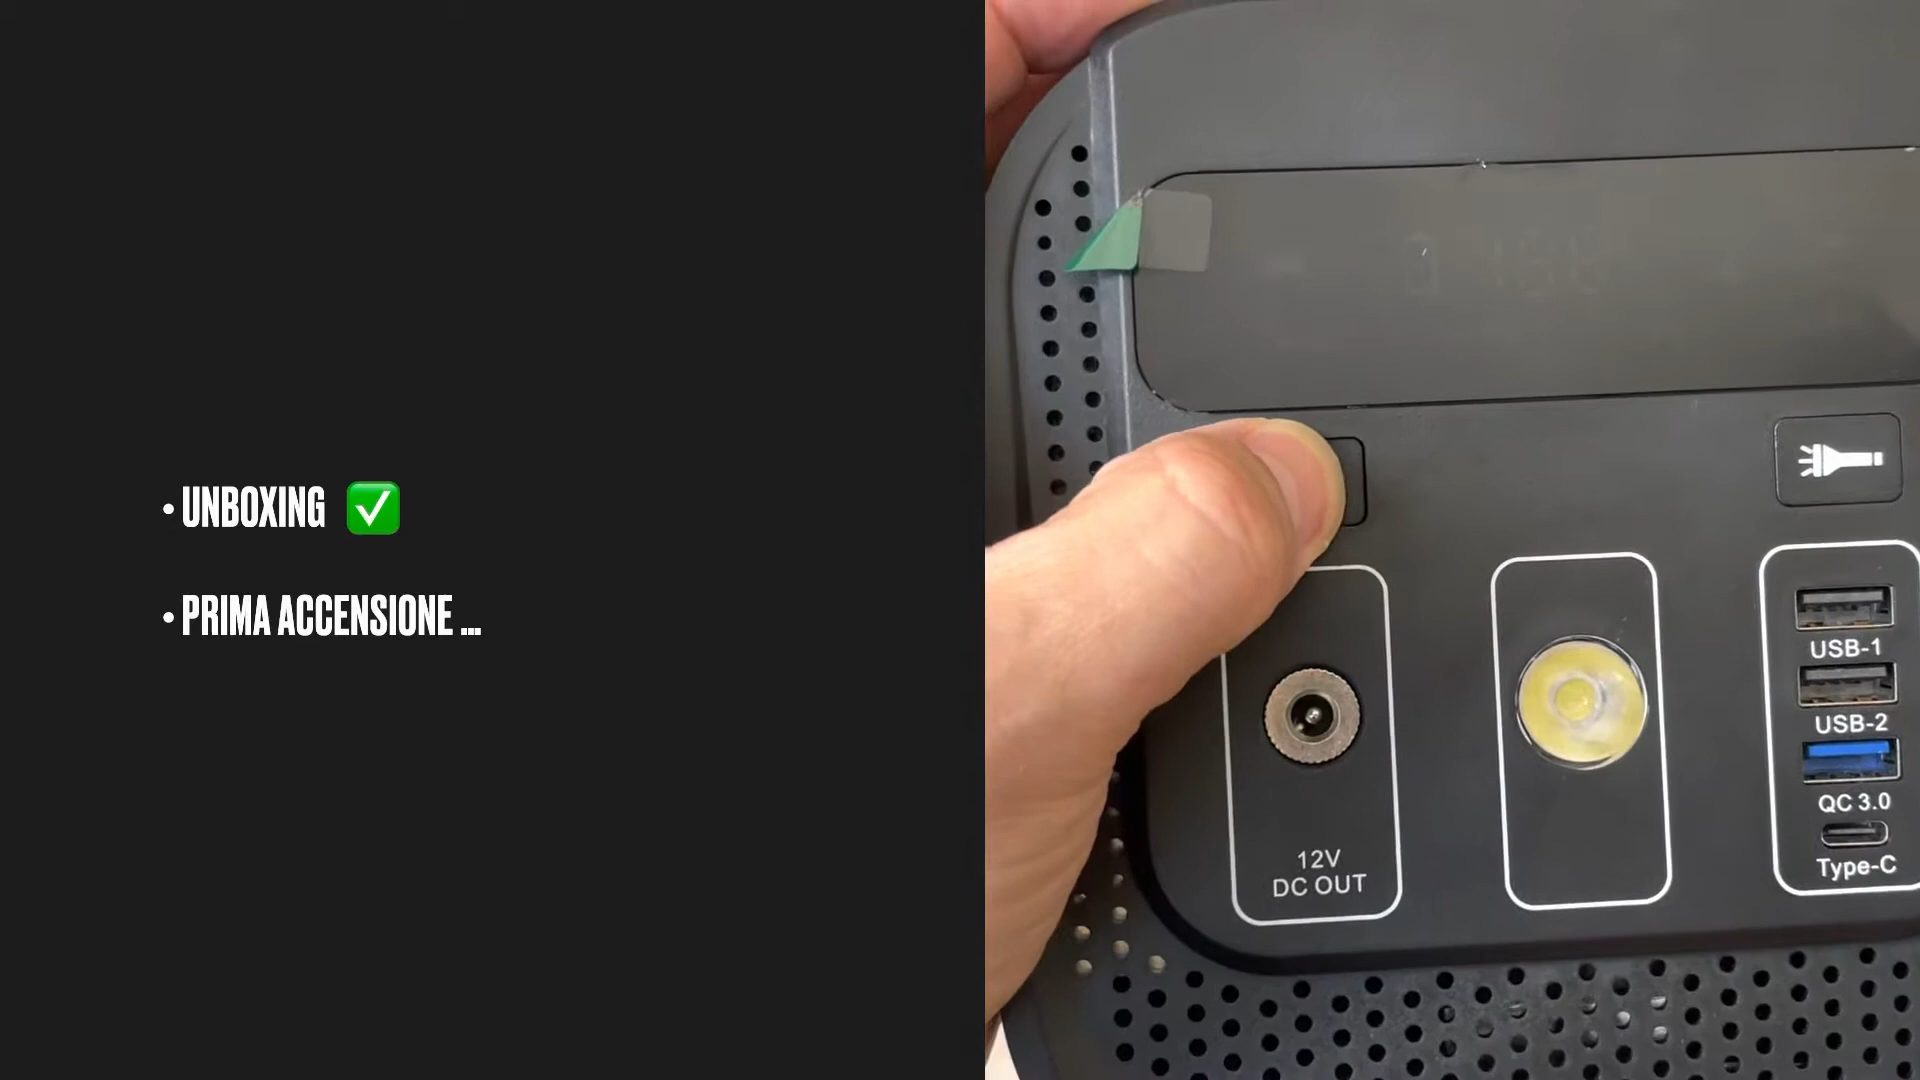 • UNBOXING ✅
• PRIMA ACCENSIONE ...
USB-1
USB-2
QC 3.0
Type-C
12V
DC OUT